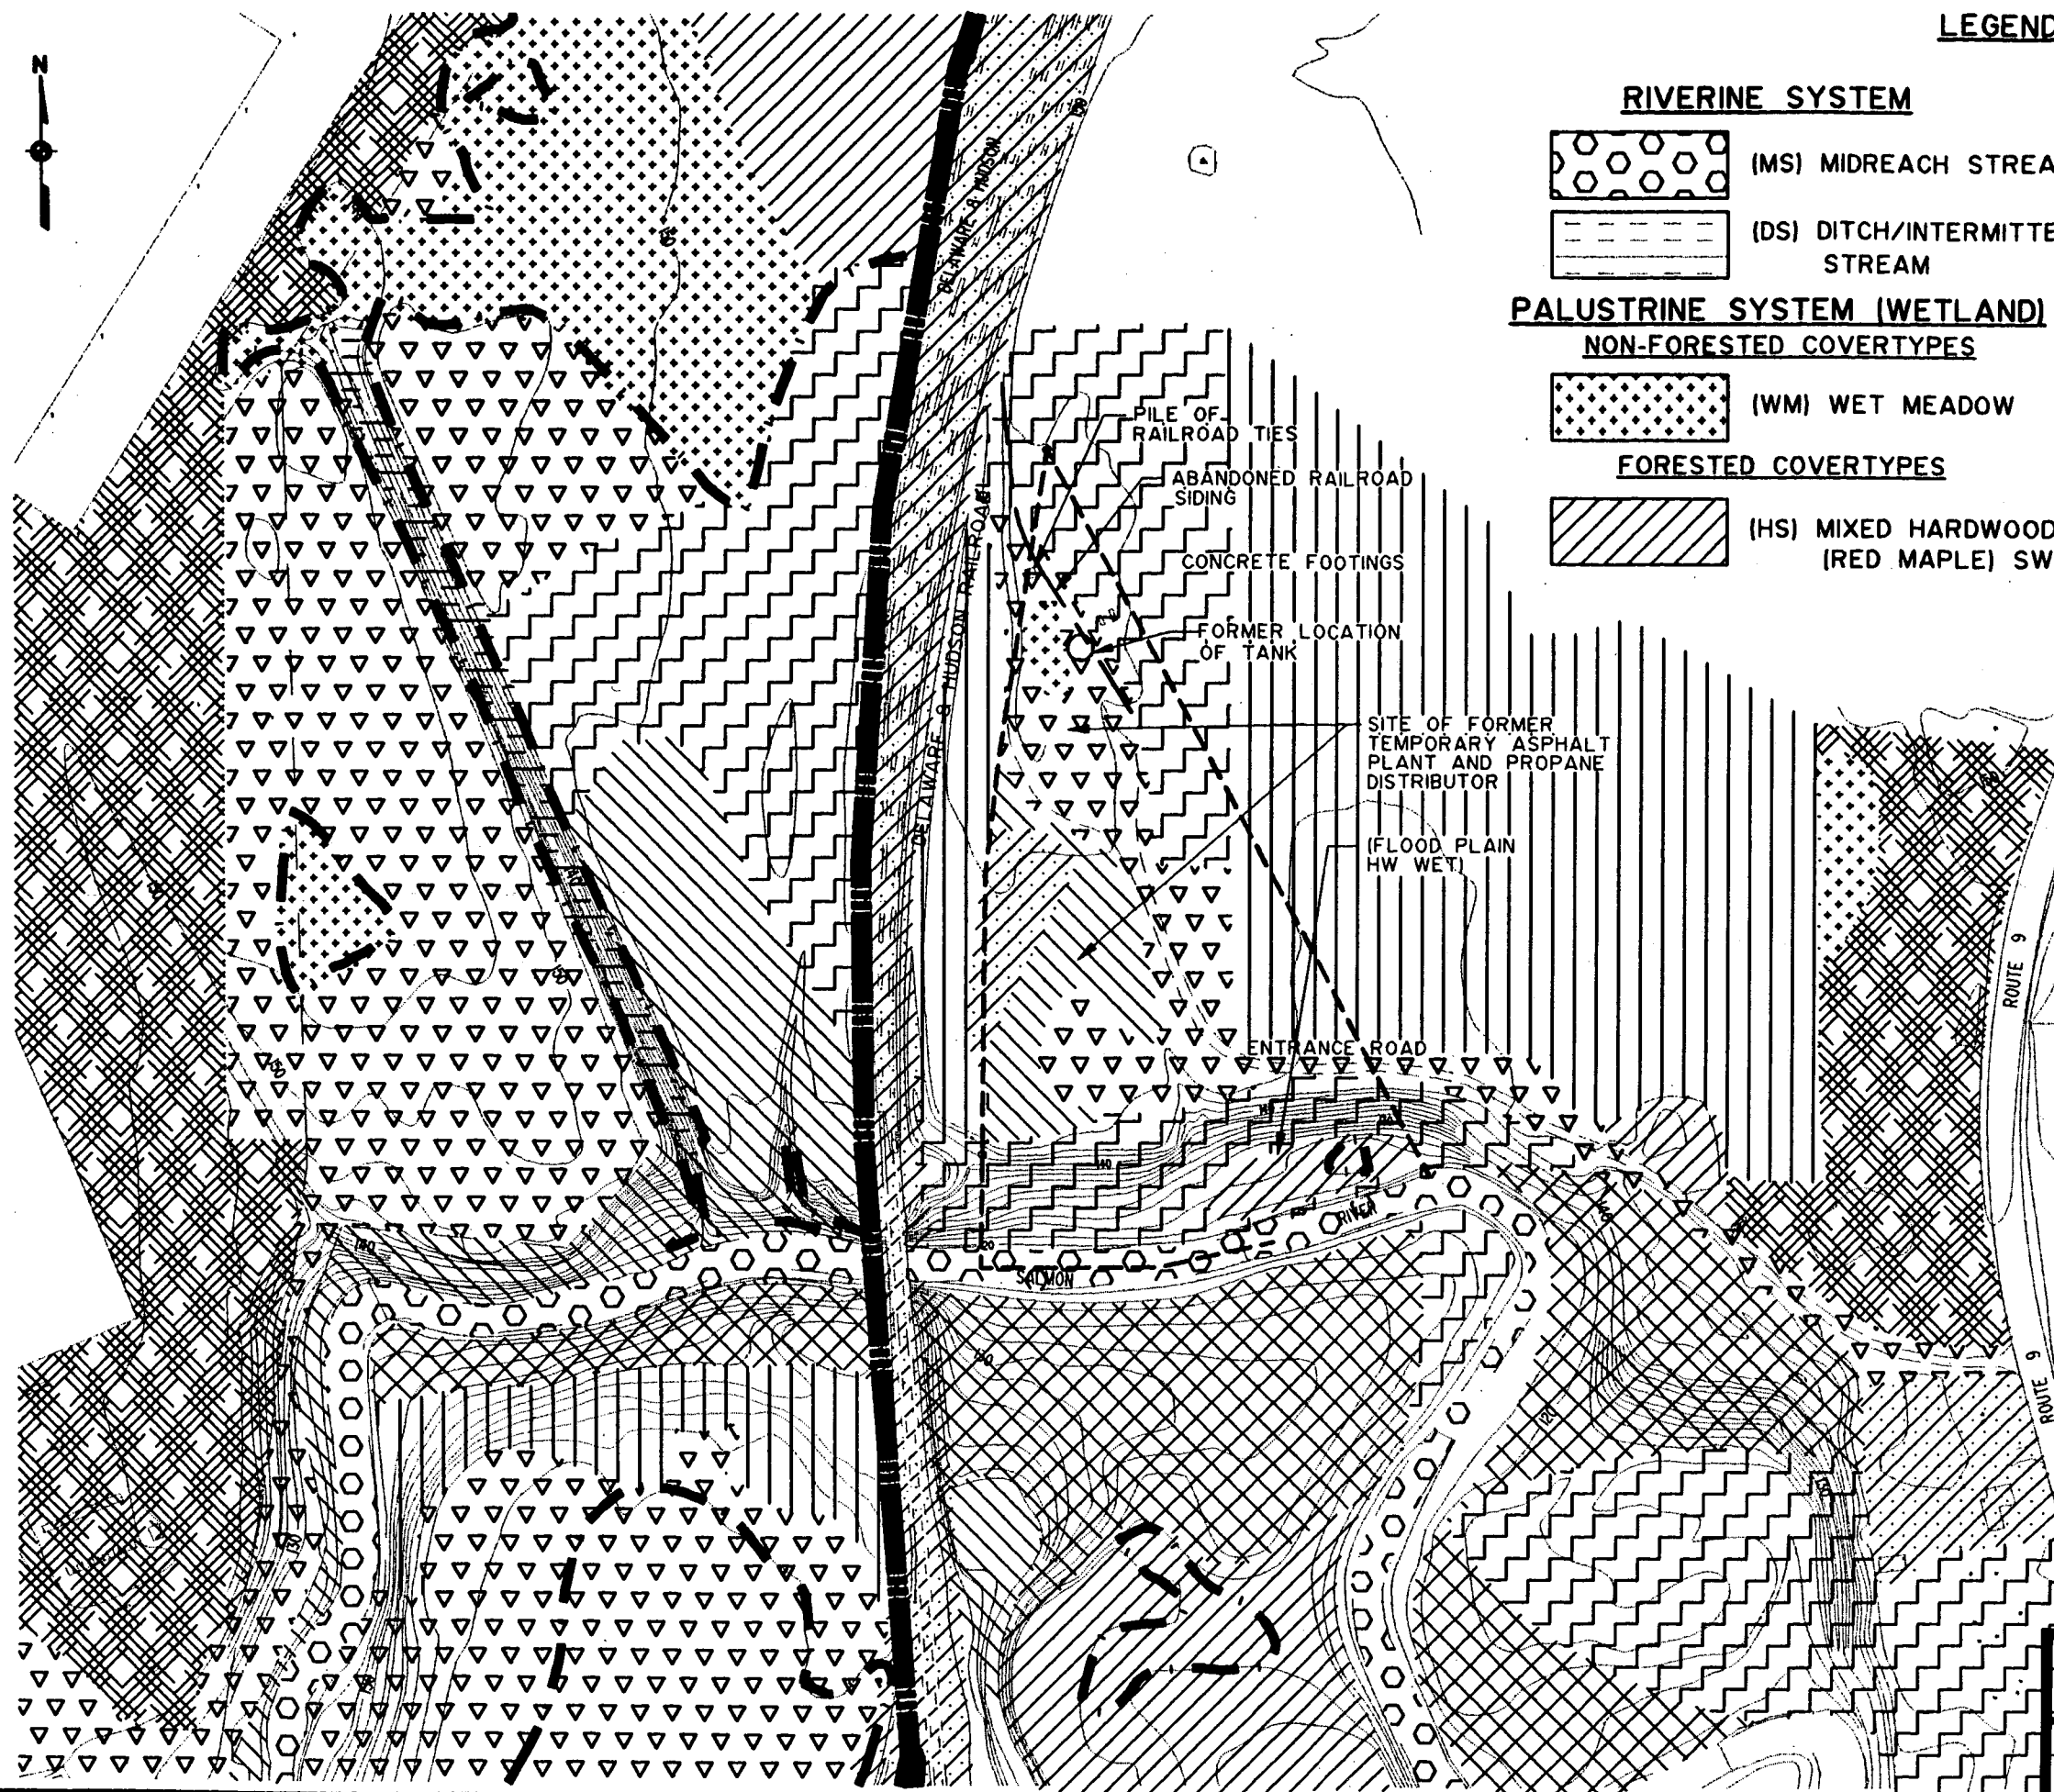 N
LEGEND
RIVERINE SYSTEM
(MS) MIDREACH STREA
(DS) DITCH/INTERMITTE
STREAM
PALUSTRINE SYSTEM (WETLAND)
NON-FORESTED COVERTYPES
(WM) WET MEADOW
FORESTED COVERTYPES
(HS) MIXED HARDWOOD
(RED MAPLE) SW
DELAWARE & HUDSON
PILE OF
RAILROAD TIES
ABANDONED RAILROAD
SIDING
CONCRETE FOOTINGS
FORMER LOCATION
OF TANK
DELAWARE & HUDSON RAILROAD
SITE OF FORMER
TEMPORARY ASPHALT
PLANT AND PROPANE
DISTRIBUTOR
(FLOOD PLAIN
HW WET)
ENTRANCE ROAD
ROUTE 9
RIVER
SALMON
140
140
120
ROUTE 9